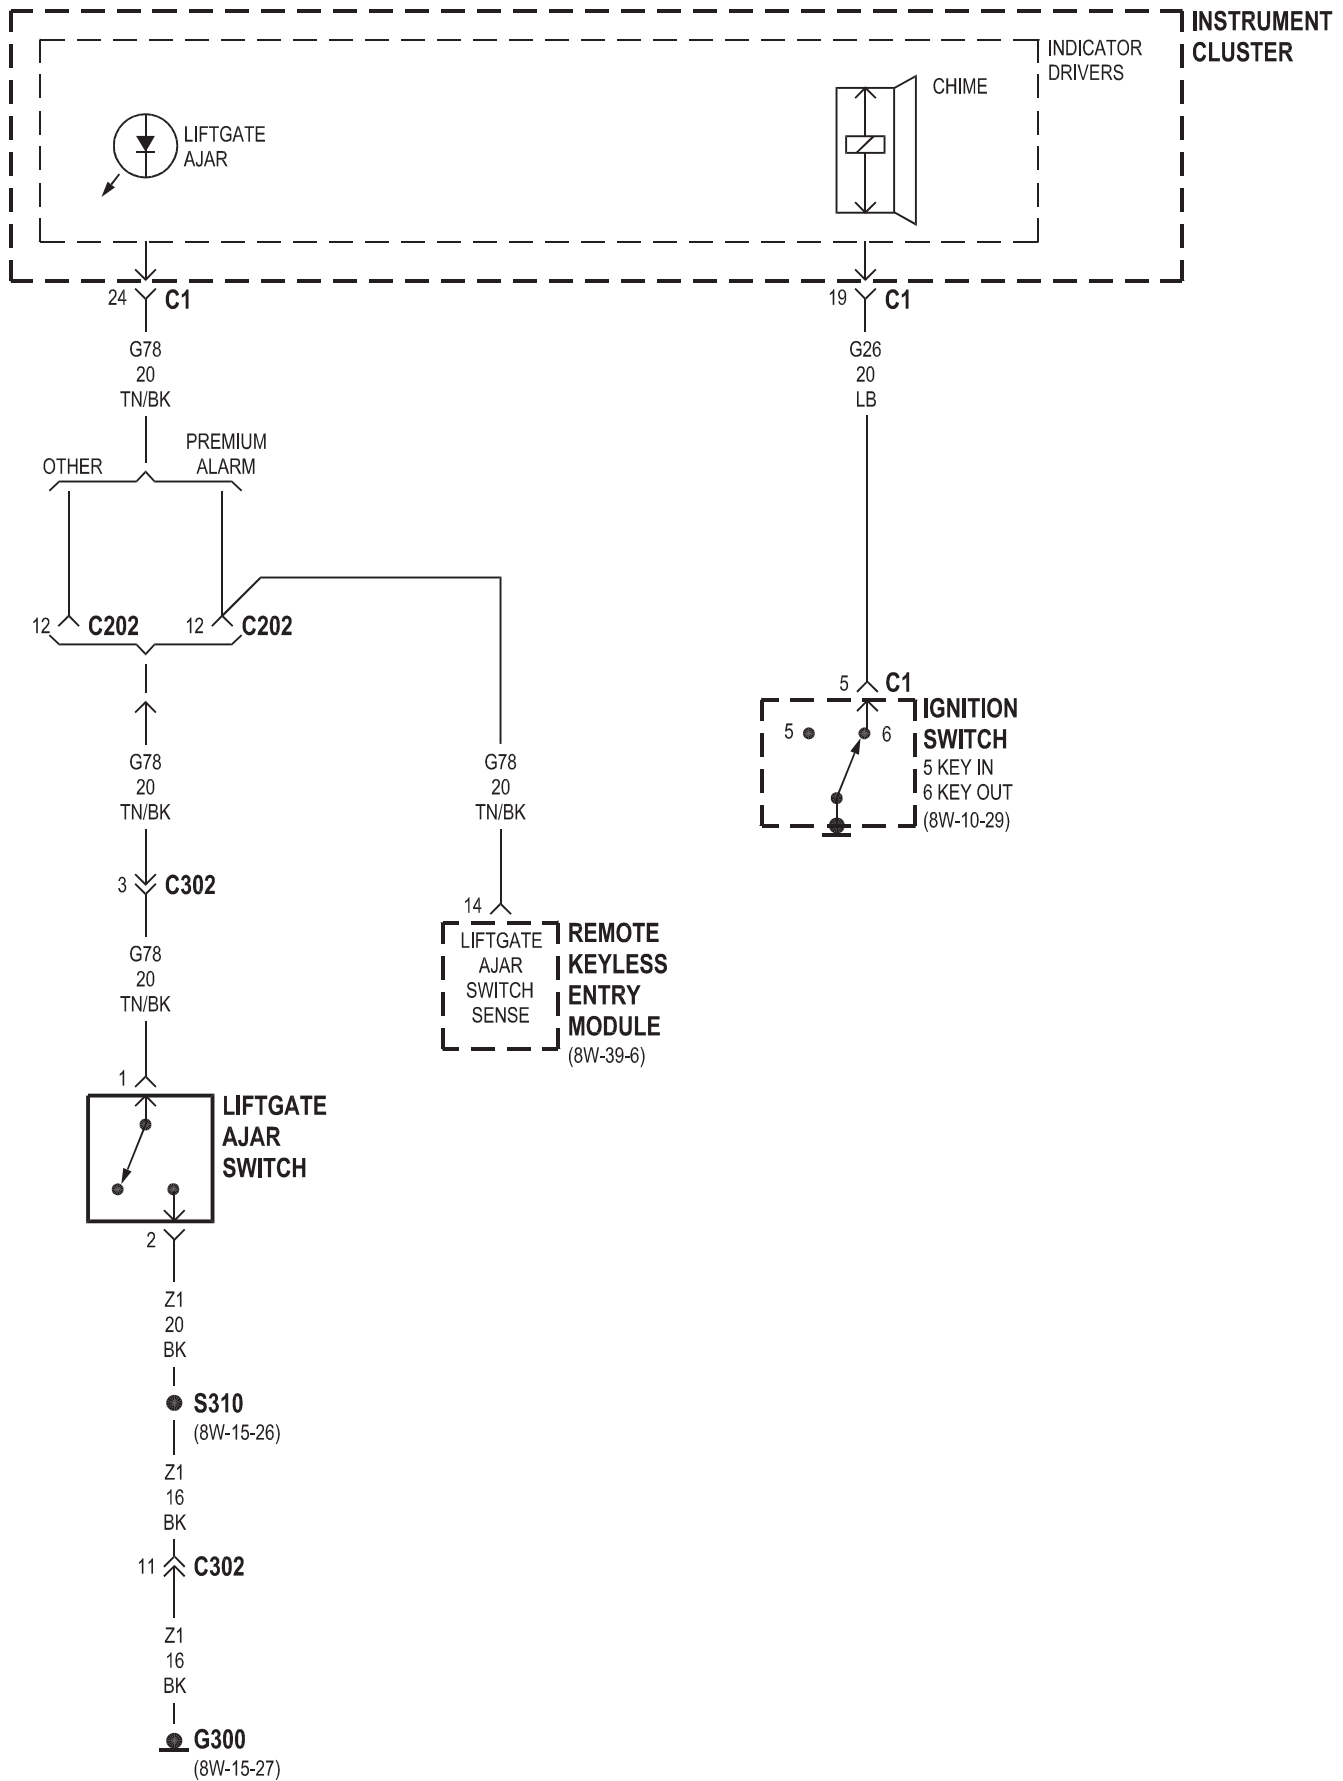 INSTRUMENT
CLUSTER
INDICATOR
DRIVERS
CHIME
LIFTGATE
AJAR
24 C1
19 C1
G78
20
TN/BK
G26
20
LB
OTHER
PREMIUM
ALARM
12 C202
12 C202
5 C1
IGNITION
SWITCH
5 KEY IN
6 KEY OUT
(8W-10-29)
5
6
G78
20
TN/BK
G78
20
TN/BK
3 C302
14
LIFTGATE
AJAR
SWITCH
SENSE
REMOTE
KEYLESS
ENTRY
MODULE
(8W-39-6)
G78
20
TN/BK
1
LIFTGATE
AJAR
SWITCH
2
Z1
20
BK
S310
(8W-15-26)
Z1
16
BK
11 C302
Z1
16
BK
G300
(8W-15-27)